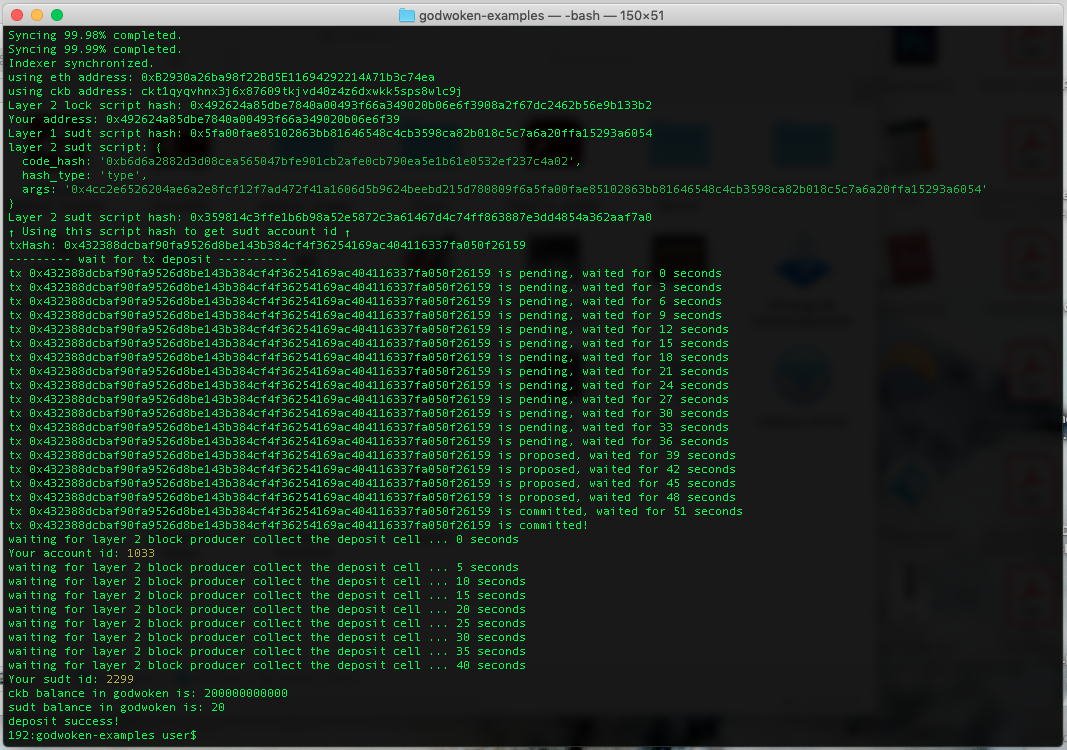 godwoken-examples — -bash — 150×51
Syncing 99.98% completed.
Syncing 99.99% completed.
Indexer synchronized.
using eth address: 0xB2930a26ba98f22Bd5E11694292214A71b3c74ea
using ckb address: ckt1qyqvhnx3j6x87609tkjvd40z4z6dxwkk5sps8wlc9j
Layer 2 lock script hash: 0x492624a85dbe7840a00493f66a349020b06e6f3908a2f67dc2462b56e9b133b2
Your address: 0x492624a85dbe7840a00493f66a349020b06e6f39
Layer 1 sudt script hash: 0x5fa00fae85102863bb81646548c4cb3598ca82b018c5c7a6a20ffa15293a6054
layer 2 sudt script: {
  code_hash: '0xb6d6a2882d3d08cea565047bfe901cb2afe0cb790ea5e1b61e0532ef237c4a02',
  hash_type: 'type',
  args: '0x4cc2e6526204ae6a2e8fcf12f7ad472f41a1606d5b9624beebd215d780809f6a5fa00fae85102863bb81646548c4cb3598ca82b018c5c7a6a20ffa15293a6054'
}
Layer 2 sudt script hash: 0x359814c3ffe1b6b98a52e5872c3a61467d4c74ff863887e3dd4854a362aaf7a0
↑ Using this script hash to get sudt account id ↑
txHash: 0x432388dcbaf90fa9526d8be143b384cf4f36254169ac404116337fa050f26159
--------- wait for tx deposit ----------
tx 0x432388dcbaf90fa9526d8be143b384cf4f36254169ac404116337fa050f26159 is pending, waited for 0 seconds
tx 0x432388dcbaf90fa9526d8be143b384cf4f36254169ac404116337fa050f26159 is pending, waited for 3 seconds
tx 0x432388dcbaf90fa9526d8be143b384cf4f36254169ac404116337fa050f26159 is pending, waited for 6 seconds
tx 0x432388dcbaf90fa9526d8be143b384cf4f36254169ac404116337fa050f26159 is pending, waited for 9 seconds
tx 0x432388dcbaf90fa9526d8be143b384cf4f36254169ac404116337fa050f26159 is pending, waited for 12 seconds
tx 0x432388dcbaf90fa9526d8be143b384cf4f36254169ac404116337fa050f26159 is pending, waited for 15 seconds
tx 0x432388dcbaf90fa9526d8be143b384cf4f36254169ac404116337fa050f26159 is pending, waited for 18 seconds
tx 0x432388dcbaf90fa9526d8be143b384cf4f36254169ac404116337fa050f26159 is pending, waited for 21 seconds
tx 0x432388dcbaf90fa9526d8be143b384cf4f36254169ac404116337fa050f26159 is pending, waited for 24 seconds
tx 0x432388dcbaf90fa9526d8be143b384cf4f36254169ac404116337fa050f26159 is pending, waited for 27 seconds
tx 0x432388dcbaf90fa9526d8be143b384cf4f36254169ac404116337fa050f26159 is pending, waited for 30 seconds
tx 0x432388dcbaf90fa9526d8be143b384cf4f36254169ac404116337fa050f26159 is pending, waited for 33 seconds
tx 0x432388dcbaf90fa9526d8be143b384cf4f36254169ac404116337fa050f26159 is pending, waited for 36 seconds
tx 0x432388dcbaf90fa9526d8be143b384cf4f36254169ac404116337fa050f26159 is proposed, waited for 39 seconds
tx 0x432388dcbaf90fa9526d8be143b384cf4f36254169ac404116337fa050f26159 is proposed, waited for 42 seconds
tx 0x432388dcbaf90fa9526d8be143b384cf4f36254169ac404116337fa050f26159 is proposed, waited for 45 seconds
tx 0x432388dcbaf90fa9526d8be143b384cf4f36254169ac404116337fa050f26159 is proposed, waited for 48 seconds
tx 0x432388dcbaf90fa9526d8be143b384cf4f36254169ac404116337fa050f26159 is committed, waited for 51 seconds
tx 0x432388dcbaf90fa9526d8be143b384cf4f36254169ac404116337fa050f26159 is committed!
waiting for layer 2 block producer collect the deposit cell ... 0 seconds
Your account id: 1033
waiting for layer 2 block producer collect the deposit cell ... 5 seconds
waiting for layer 2 block producer collect the deposit cell ... 10 seconds
waiting for layer 2 block producer collect the deposit cell ... 15 seconds
waiting for layer 2 block producer collect the deposit cell ... 20 seconds
waiting for layer 2 block producer collect the deposit cell ... 25 seconds
waiting for layer 2 block producer collect the deposit cell ... 30 seconds
waiting for layer 2 block producer collect the deposit cell ... 35 seconds
waiting for layer 2 block producer collect the deposit cell ... 40 seconds
Your sudt id: 2299
ckb balance in godwoken is: 200000000000
sudt balance in godwoken is: 20
deposit success!
192:godwoken-examples user$